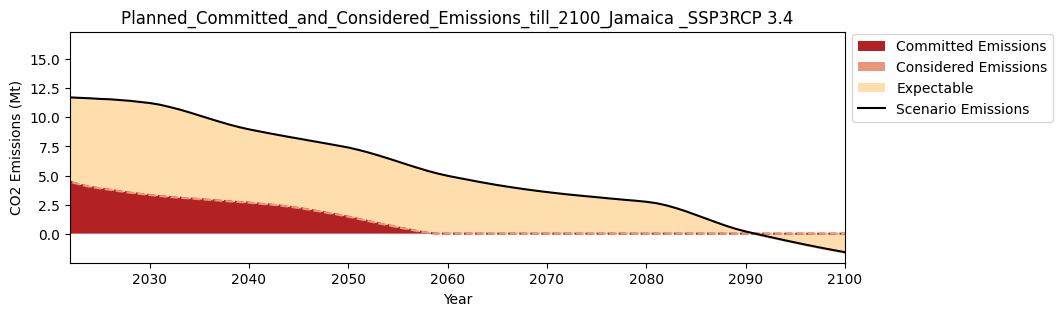 Planned_Committed_and_Considered_Emissions_till_2100_Jamaica _SSP3RCP 3.4
Committed Emissions
Considered Emissions
Expectable
Scenario Emissions
CO2 Emissions (Mt)
15.0
12.5
10.0
7.5
5.0
2.5
0.0
2030
2040
2050
2060
2070
2080
2090
2100
Year